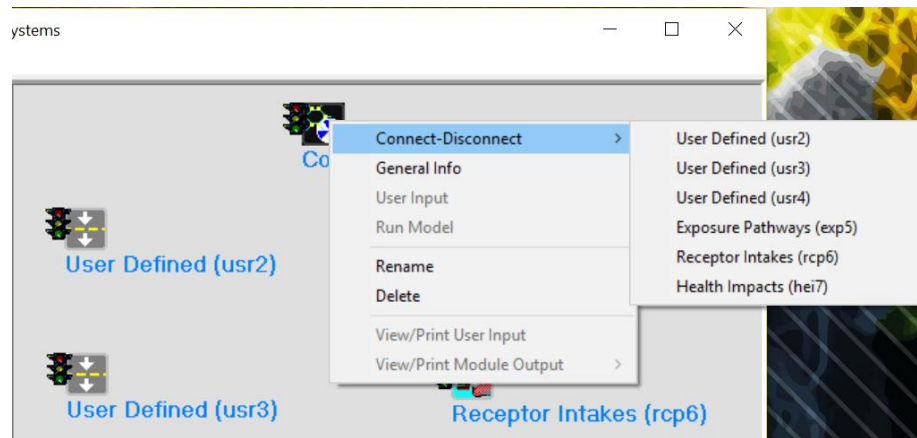 ystems
Co
Connect-Disconnect
General Info
User Input
Run Model
Rename
Delete
View/Print User Input
View/Print Module Output
User Defined (usr2)
User Defined (usr3)
User Defined (usr4)
Exposure Pathways (exp5)
Receptor Intakes (rcp6)
Health Impacts (hei7)
User Defined (usr2)
User Defined (usr3)
Receptor Intakes (rcp6)